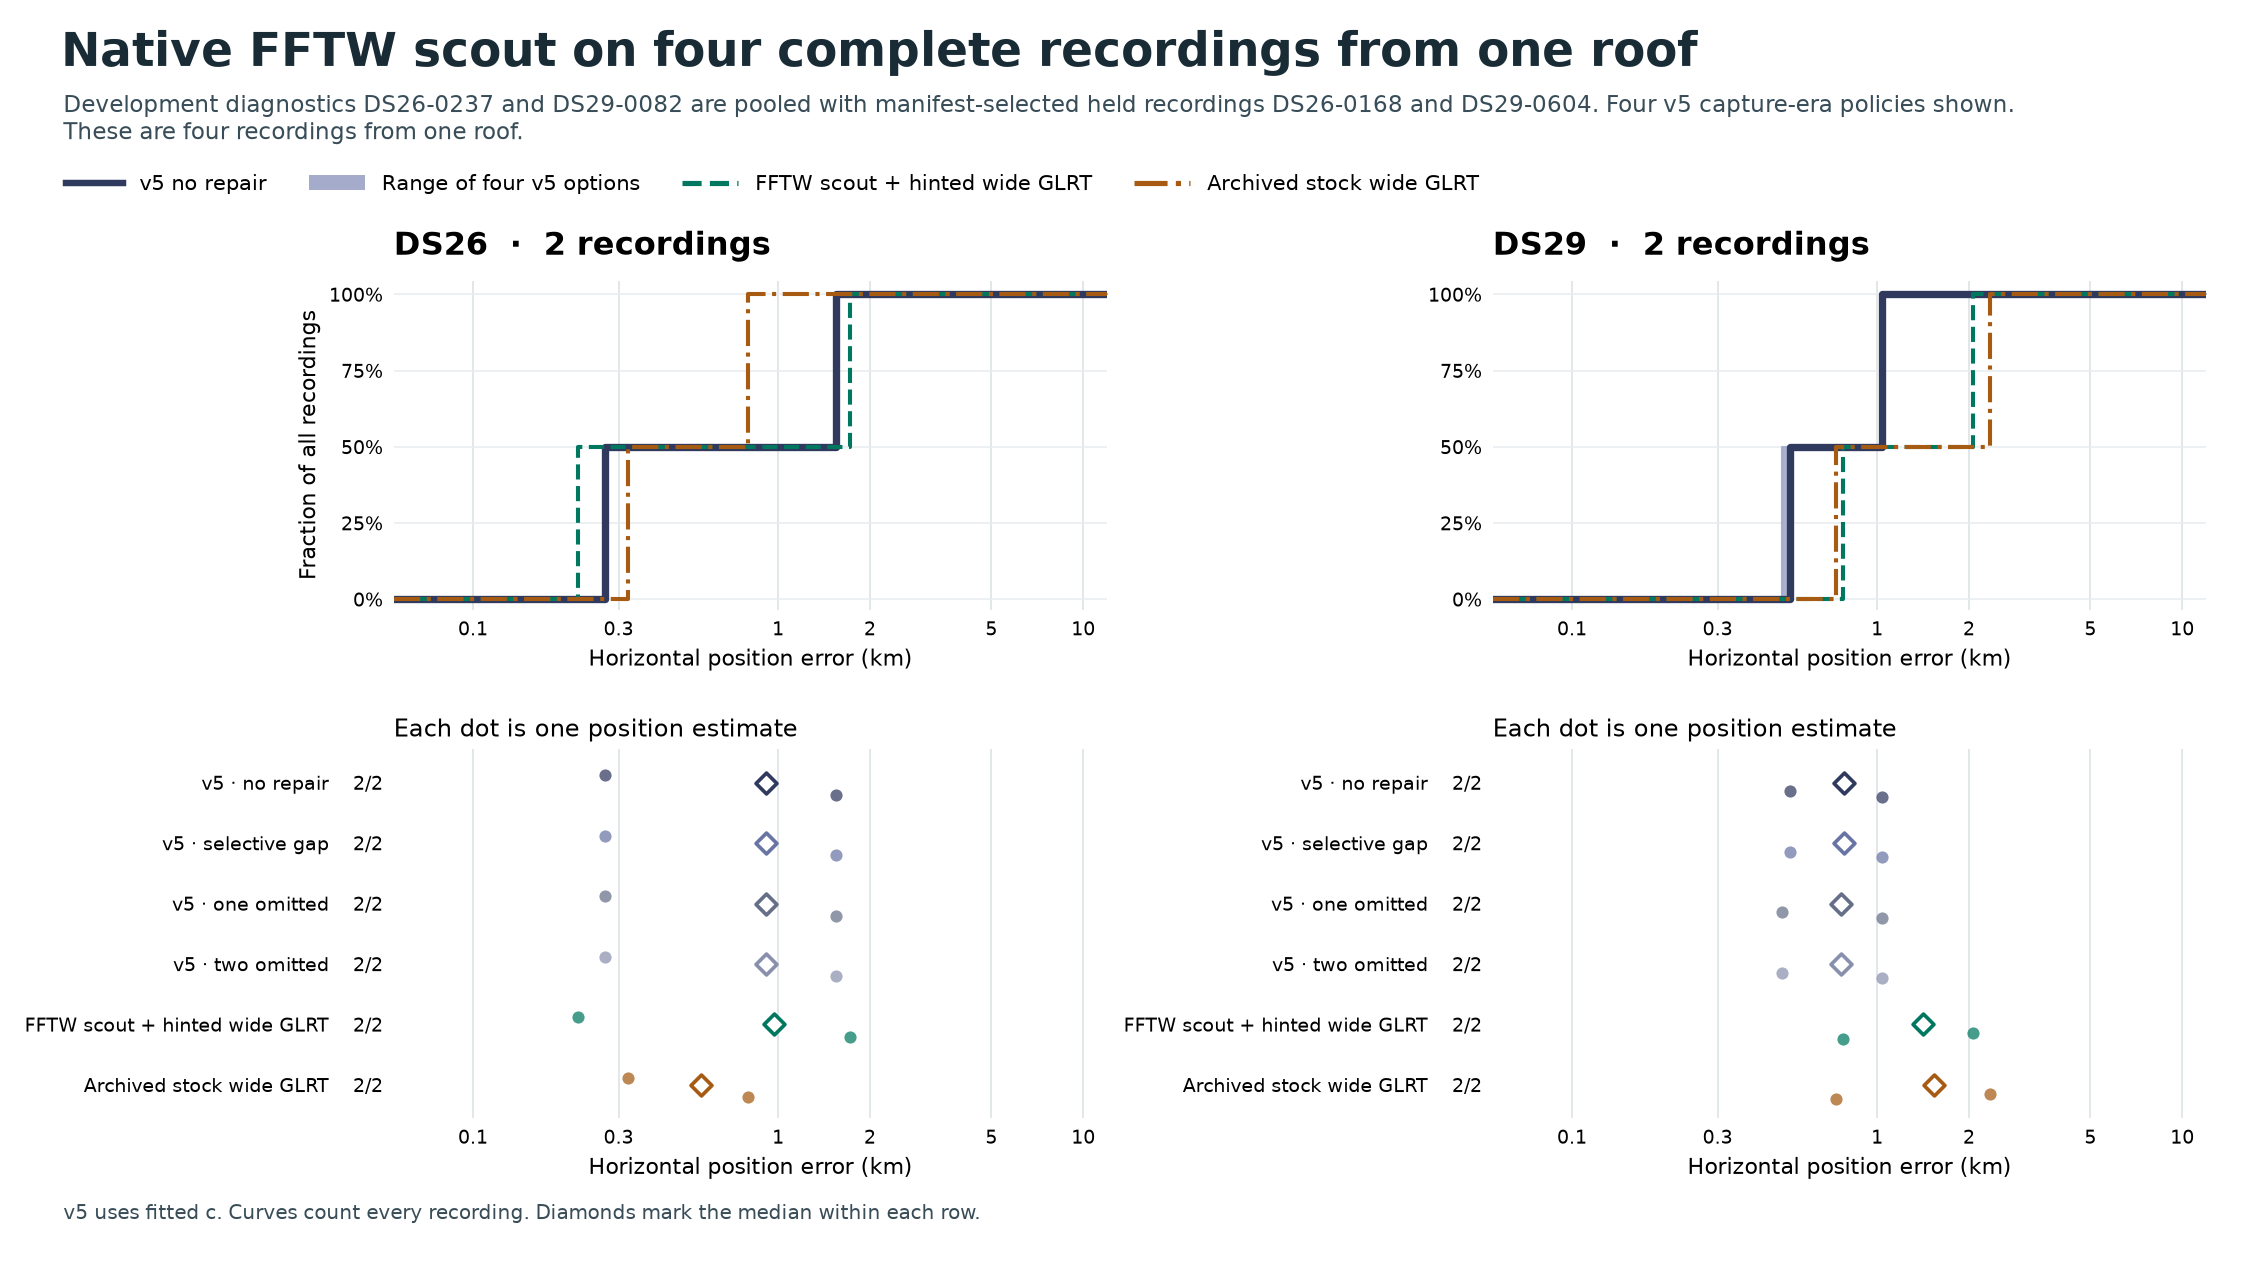 Native FFTW scout on four complete recordings from one roof
Development diagnostics DS26-0237 and DS29-0082 are pooled with manifest-selected held recordings DS26-0168 and DS29-0604. Four v5 capture-era policies shown.
These are four recordings from one roof.
v5 no repair
Range of four v5 options
FFTW scout + hinted wide GLRT
Archived stock wide GLRT
DS26 · 2 recordings
Fraction of all recordings
100%
75%
50%
25%
0%
0.1 0.3 1 2 5 10
Horizontal position error (km)
DS29 · 2 recordings
100%
75%
50%
25%
0%
0.1 0.3 1 2 5 10
Horizontal position error (km)
Each dot is one position estimate
v5 · no repair 2/2
v5 · selective gap 2/2
v5 · one omitted 2/2
v5 · two omitted 2/2
FFTW scout + hinted wide GLRT 2/2
Archived stock wide GLRT 2/2
0.1 0.3 1 2 5 10
Horizontal position error (km)
Each dot is one position estimate
v5 · no repair 2/2
v5 · selective gap 2/2
v5 · one omitted 2/2
v5 · two omitted 2/2
FFTW scout + hinted wide GLRT 2/2
Archived stock wide GLRT 2/2
0.1 0.3 1 2 5 10
Horizontal position error (km)
v5 uses fitted c. Curves count every recording. Diamonds mark the median within each row.